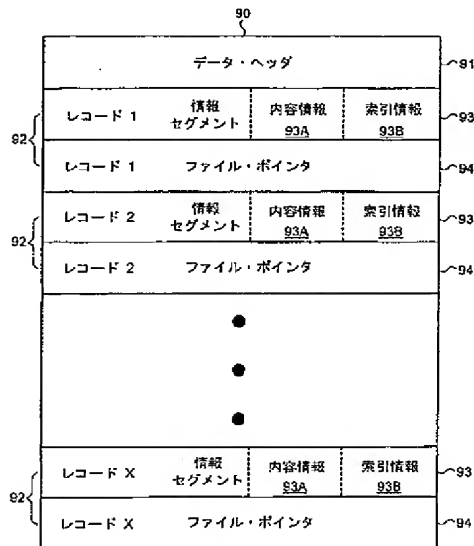 90
データ・ヘッダ 91
レコード 1 情報 セグメント 内容情報 93A 索引情報 93B 93
92
レコード 1 ファイル・ポインタ 94
レコード 2 情報 セグメント 内容情報 93A 索引情報 93B 93
92
レコード 2 ファイル・ポインタ 94
レコード X 情報 セグメント 内容情報 93A 索引情報 93B 93
92
レコード X ファイル・ポインタ 94